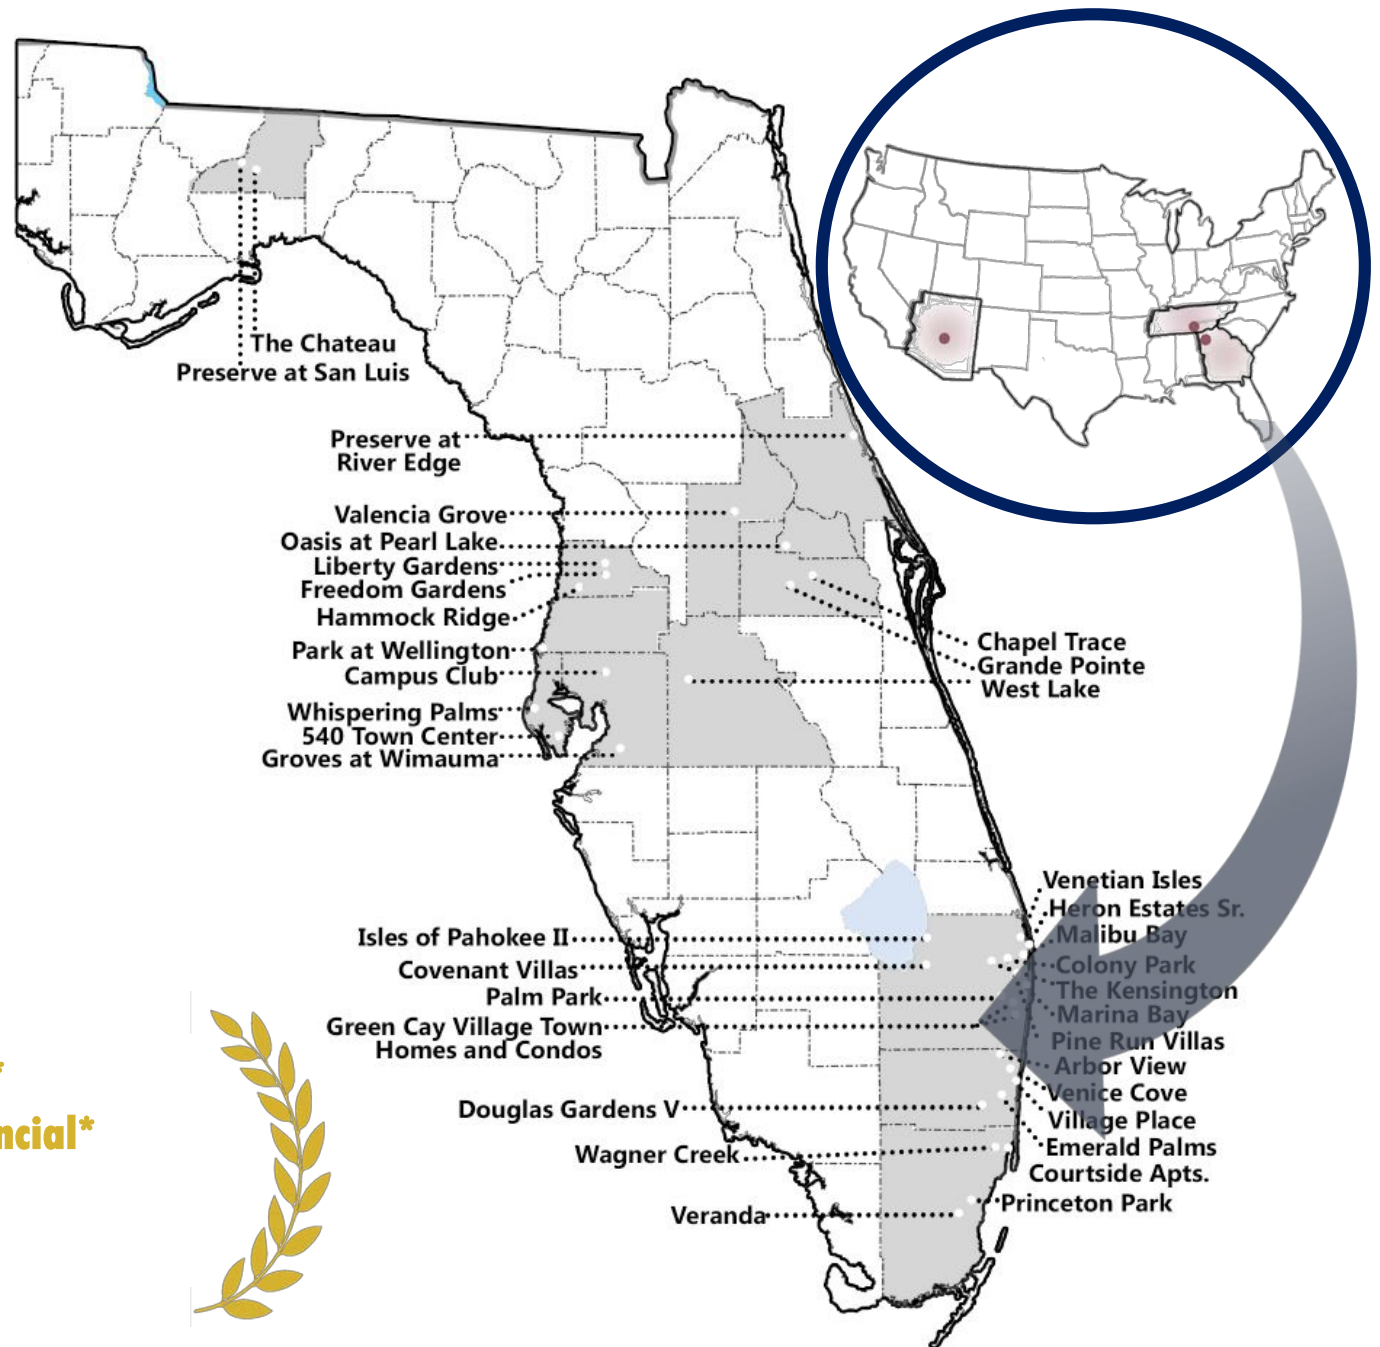 The Chateau
Preserve at San Luis
Preserve at
River Edge
Valencia Grove
Oasis at Pearl Lake
Liberty Gardens
Freedom Gardens
Hammock Ridge
Park at Wellington
Campus Club
Whispering Palms
540 Town Center
Groves at Wimauma
Chapel Trace
Grande Pointe
West Lake
Venetian Isles
Heron Estates Sr.
Malibu Bay
Colony Park
The Kensington
Marina Bay
Pine Run Villas
Arbor View
Venice Cove
Village Place
Emerald Palms
Courtside Apts.
Princeton Park
Isles of Pahokee II
Covenant Villas
Palm Park
Green Cay Village Town
Homes and Condos
Douglas Gardens V
Wagner Creek
Veranda
*
ncial*